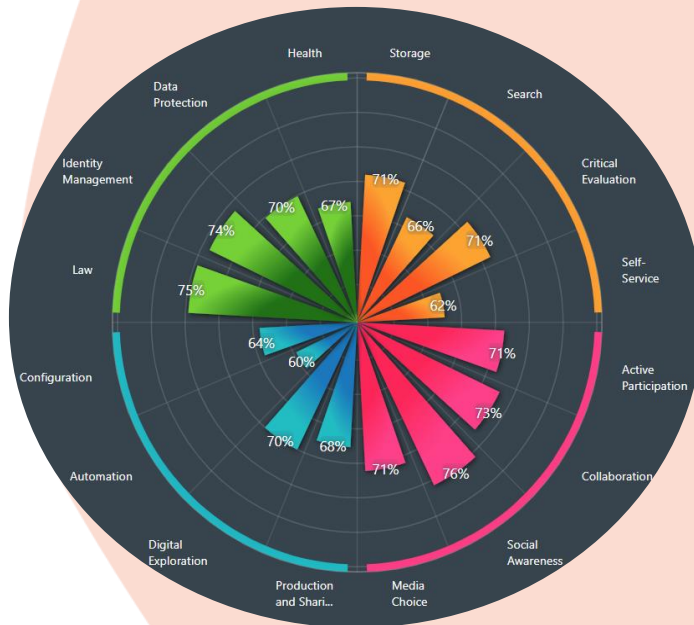 Health
Storage
Data
Protection
Search
Identity
Management
Critical
Evaluation
Law
Self-
Service
71%
66%
71%
62%
67%
70%
74%
75%
64%
60%
70%
68%
71%
73%
76%
71%
Configuration
Active
Participation
Automation
Collaboration
Digital
Exploration
Social
Awareness
Production
and Shari...
Media
Choice